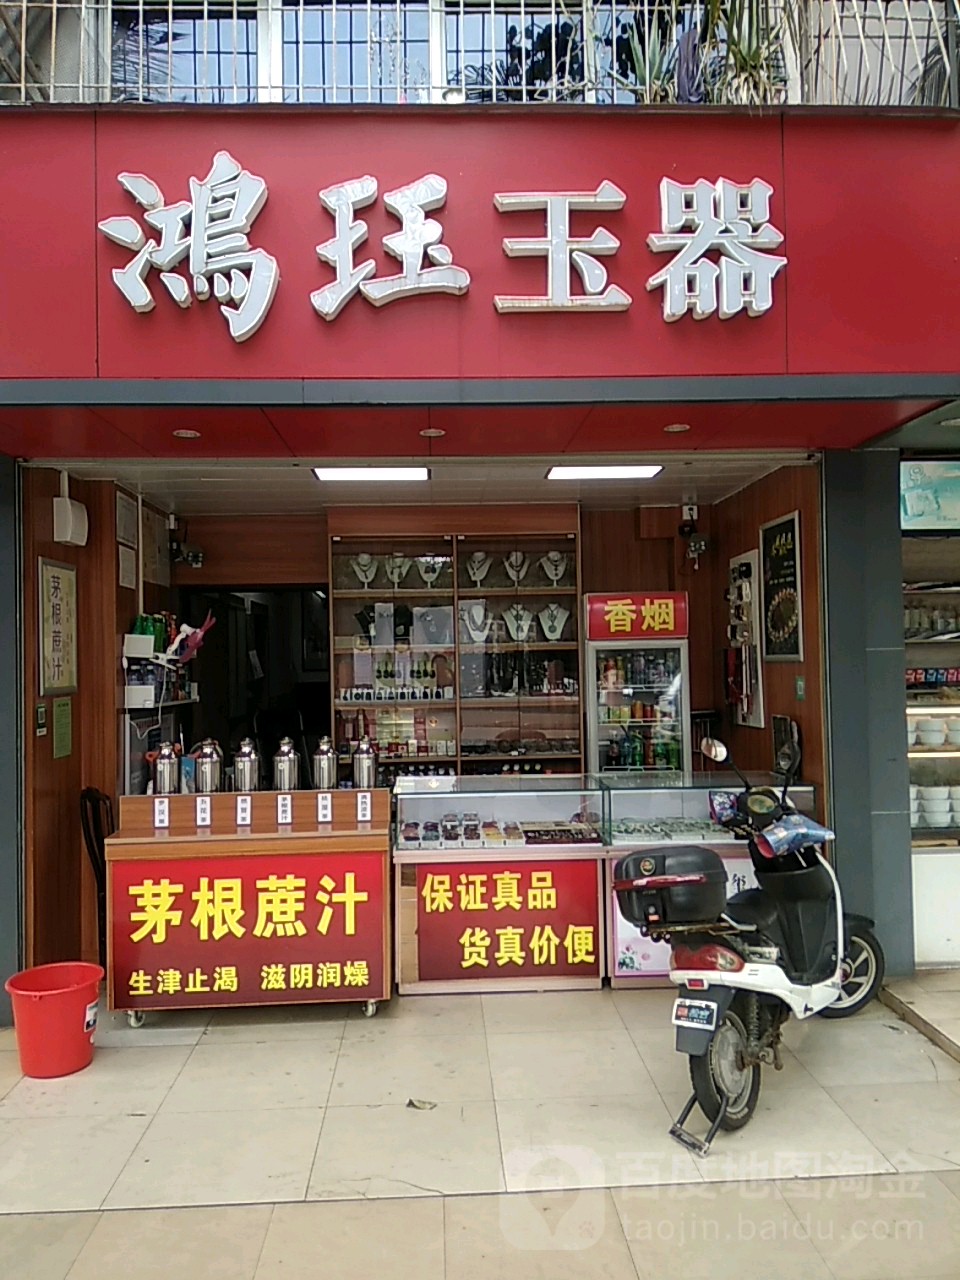 鸿珏玉器
香烟
茅根蔗汁
茅根蔗汁
生津止渴 滋阴润燥
保证真品
货真价便
百度地图淘金
taojin.baidu.com